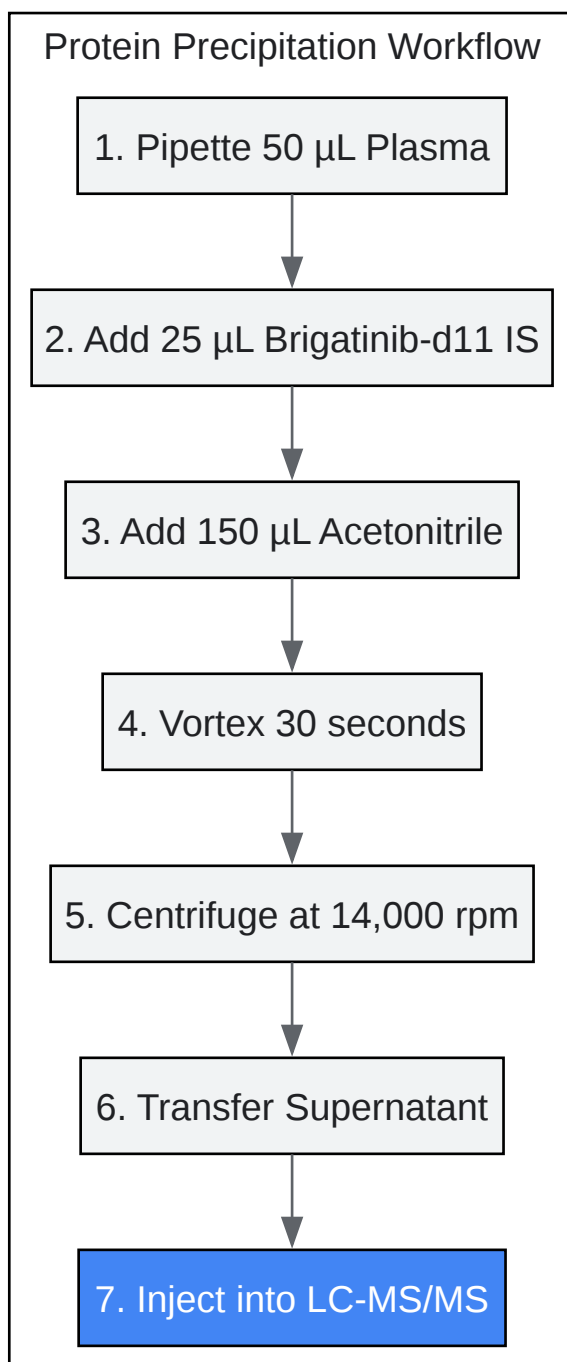 Protein Precipitation Workflow
1. Pipette 50 µL Plasma
2. Add 25 µL Brigatinib-d11 IS
3. Add 150 µL Acetonitrile
4. Vortex 30 seconds
5. Centrifuge at 14,000 rpm
6. Transfer Supernatant
7. Inject into LC-MS/MS